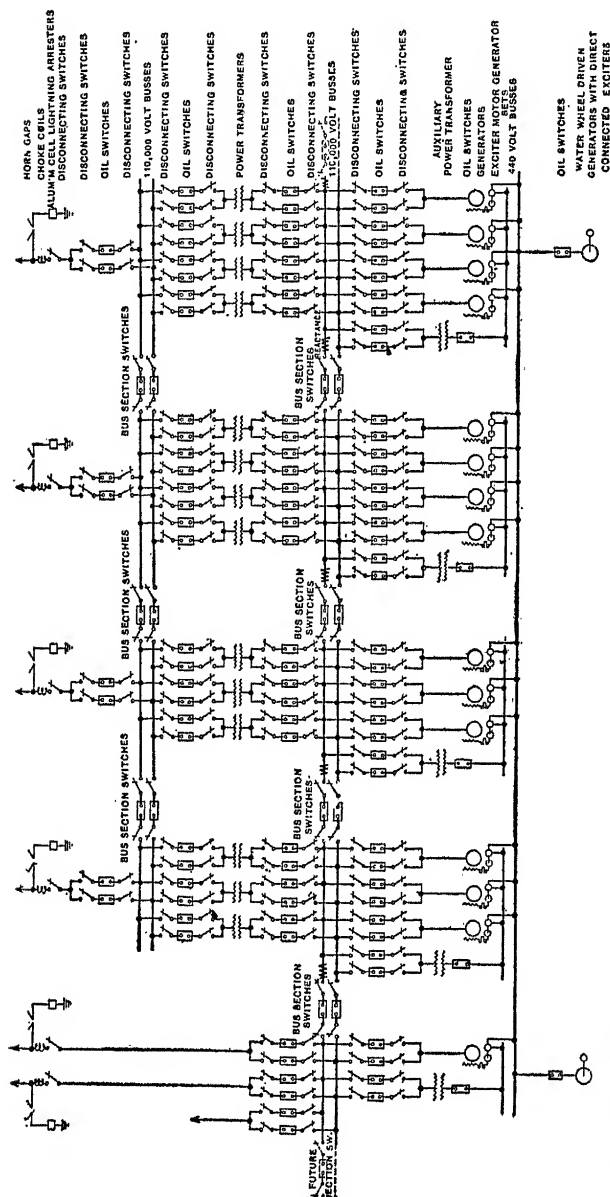 HORN GAPS
CHOKE COILS
ALUM'M CELL LIGHTNING ARRESTERS
DISCONNECTING SWITCHES
DISCONNECTING SWITCHES
OIL SWITCHES
DISCONNECTING SWITCHES
110,000 VOLT BUSSES
DISCONNECTING SWITCHES
OIL SWITCHES
DISCONNECTING SWITCHES
POWER TRANSFORMERS
DISCONNECTING SWITCHES
OIL SWITCHES
DISCONNECTING SWITCHES
VOLT BUSSES
DISCONNECTING SWITCHES
OIL SWITCHES
DISCONNECTING SWITCHES
AUXILIARY
POWER TRANSFORMER
OIL SWITCHES
GENERATORS
EXCITER MOTOR GENERATOR
SETS
440 VOLT BUSSES
OIL SWITCHES
WATER WHEEL DRIVEN
GENERATORS WITH DIRECT
CONNECTED EXCITERS
BUS SECTION SWITCHES
BUS SECTION
SWITCHES
REACTANCE
BUS SECTION SWITCHES
BUS SECTION
SWITCHES
BUS SECTION SWITCHES
BUS SECTION
SWITCHES
BUS SECTION
SWITCHES
FUTURE
SECTION SW.